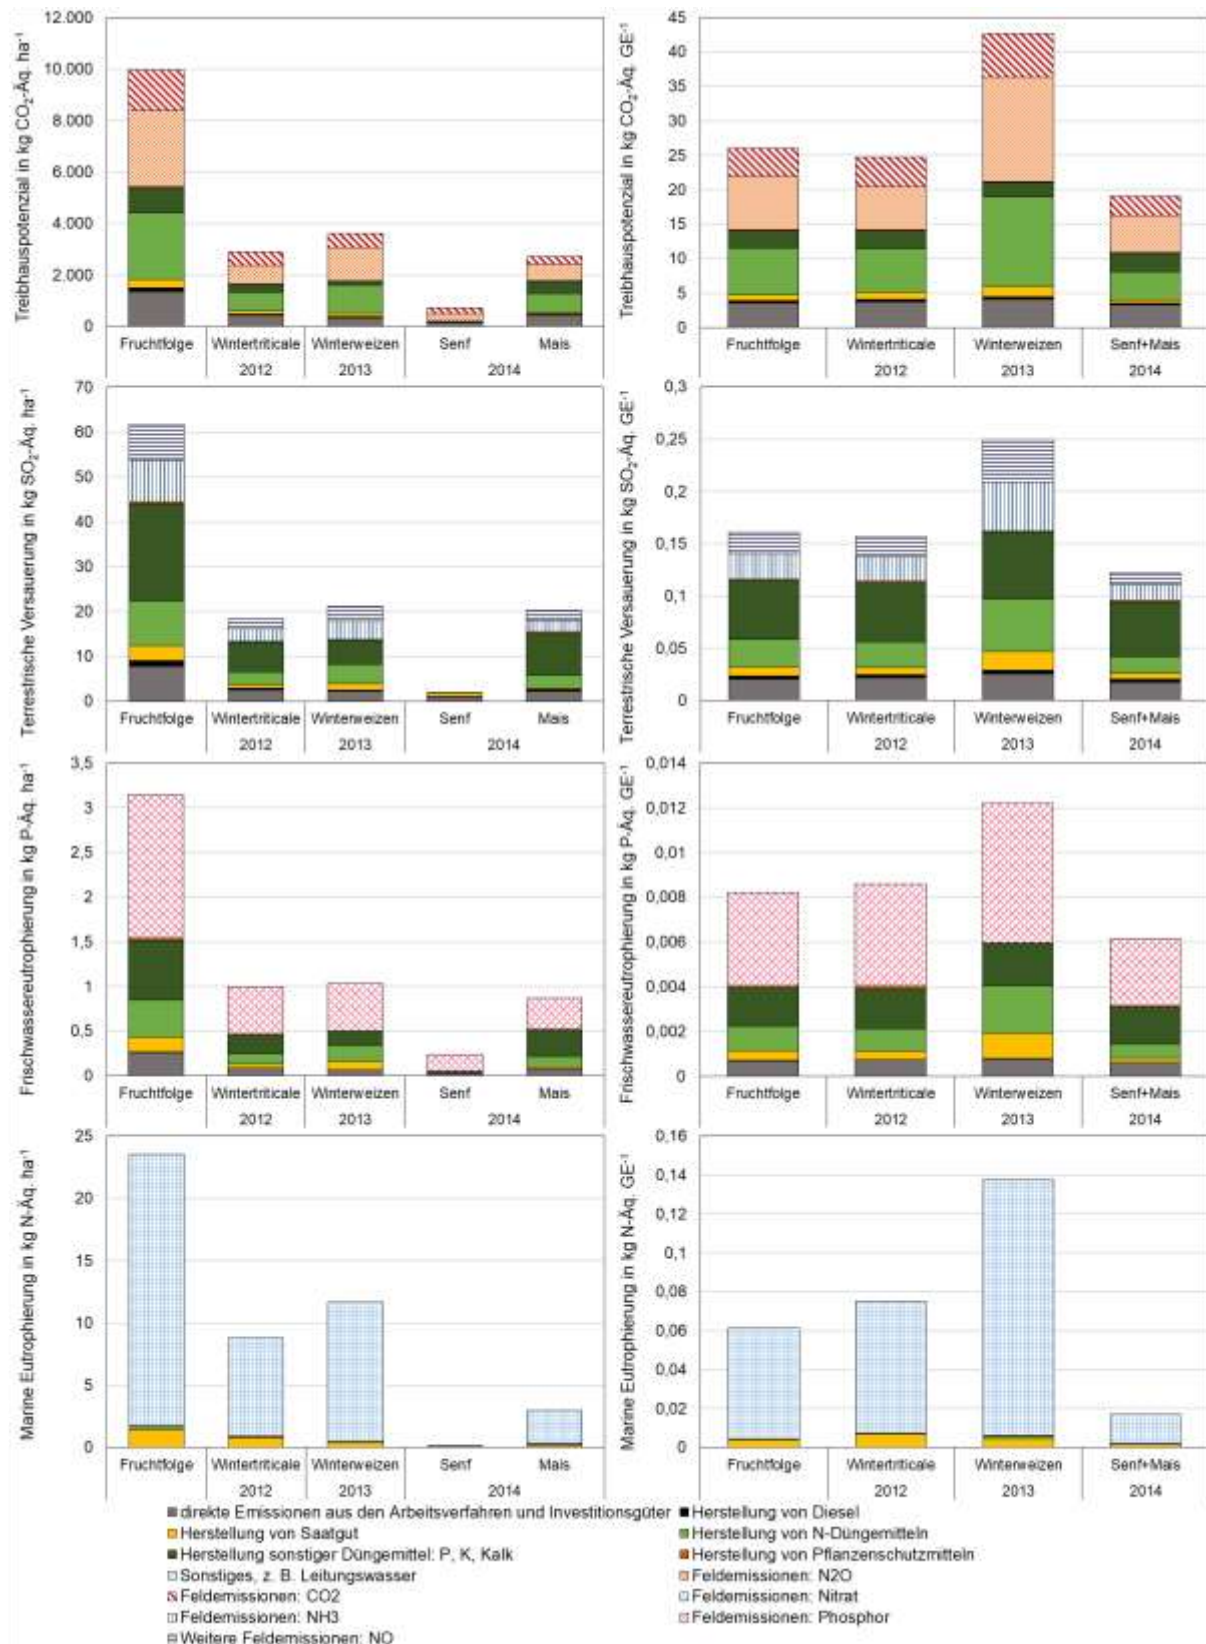 Treibhauspotenzial in kg CO₂-Äq. ha⁻¹
12.000
10.000
8.000
6.000
4.000
2.000
0
Fruchtfolge Wintertriticale Winterweizen Senf Mais
2012 2013 2014
Treibhauspotenzial in kg CO₂-Äq. GE⁻¹
45
40
35
30
25
20
15
10
5
0
Fruchtfolge Wintertriticale Winterweizen Senf+Mais
2012 2013 2014
Terrestrische Versauerung in kg SO₂-Äq. ha⁻¹
70
60
50
40
30
20
10
0
Fruchtfolge Wintertriticale Winterweizen Senf Mais
2012 2013 2014
Terrestrische Versauerung in kg SO₂-Äq. GE⁻¹
0,3
0,25
0,2
0,15
0,1
0,05
0
Fruchtfolge Wintertriticale Winterweizen Senf+Mais
2012 2013 2014
Frischwassereutrophierung in kg P-Äq. ha⁻¹
3,5
3
2,5
2
1,5
1
0,5
0
Fruchtfolge Wintertriticale Winterweizen Senf Mais
2012 2013 2014
Frischwassereutrophierung in kg P-Äq. GE⁻¹
0,014
0,012
0,01
0,008
0,006
0,004
0,002
0
Fruchtfolge Wintertriticale Winterweizen Senf+Mais
2012 2013 2014
Marine Eutrophierung in kg N-Äq. ha⁻¹
25
20
15
10
5
0
Fruchtfolge Wintertriticale Winterweizen Senf Mais
2012 2013 2014
Marine Eutrophierung in kg N-Äq. GE⁻¹
0,16
0,14
0,12
0,1
0,08
0,06
0,04
0,02
0
Fruchtfolge Wintertriticale Winterweizen Senf+Mais
2012 2013 2014
direkte Emissionen aus den Arbeitsverfahren und Investitionsgüter Herstellung von Diesel
Herstellung von Saatgut Herstellung von N-Düngemitteln
Herstellung sonstiger Düngemittel: P, K, Kalk Herstellung von Pflanzenschutzmitteln
Sonstiges, z. B. Leitungswasser Feldemissionen: N2O
Feldemissionen: CO2 Feldemissionen: Nitrat
Feldemissionen: NH3 Feldemissionen: Phosphor
Weitere Feldemissionen: NO